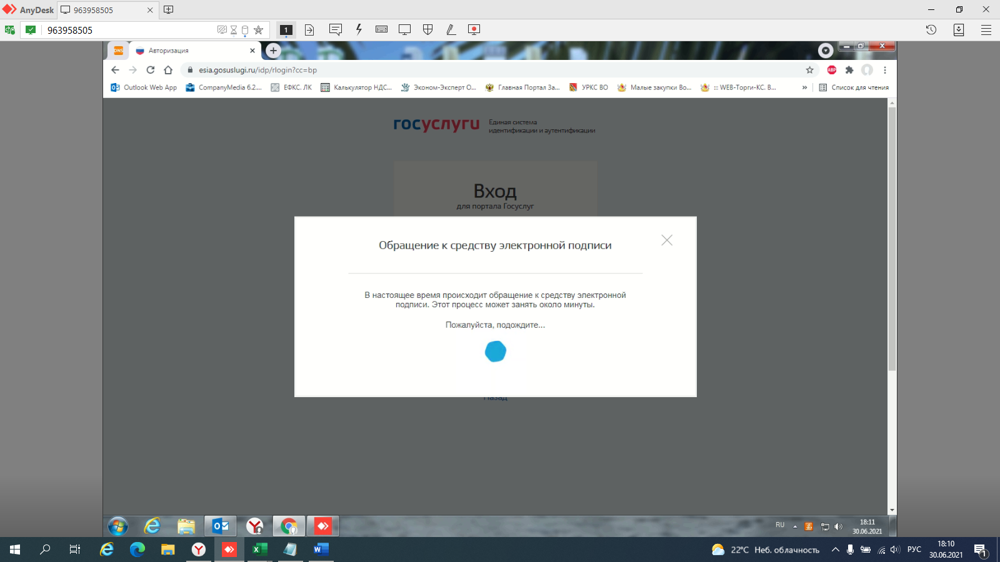 AnyDesk
963958505
963958505
1
DNS
Авторизация
esia.gosuslugi.ru/idp/rlogin?cc=bp
ABP
Outlook Web App
CompanyMedia 6.2....
ЕФКС. ЛК
Калькулятор НДС...
Эконом-Эксперт О...
Главная Портал За...
УРКС ВО
Малые закупки Во...
::: WEB-Торги-КС. В...
»
Список для чтения
госуслуги
Единая система
идентификации и аутентификации
Вход
для портала Госуслуг
Обращение к средству электронной подписи
В настоящее время происходит обращение к средству электронной
подписи. Этот процесс может занять около минуты.
Пожалуйста, подождите...
Назад
RU
18:11
30.06.2021
22°C Неб. облачность
РУС
18:10
30.06.2021
1